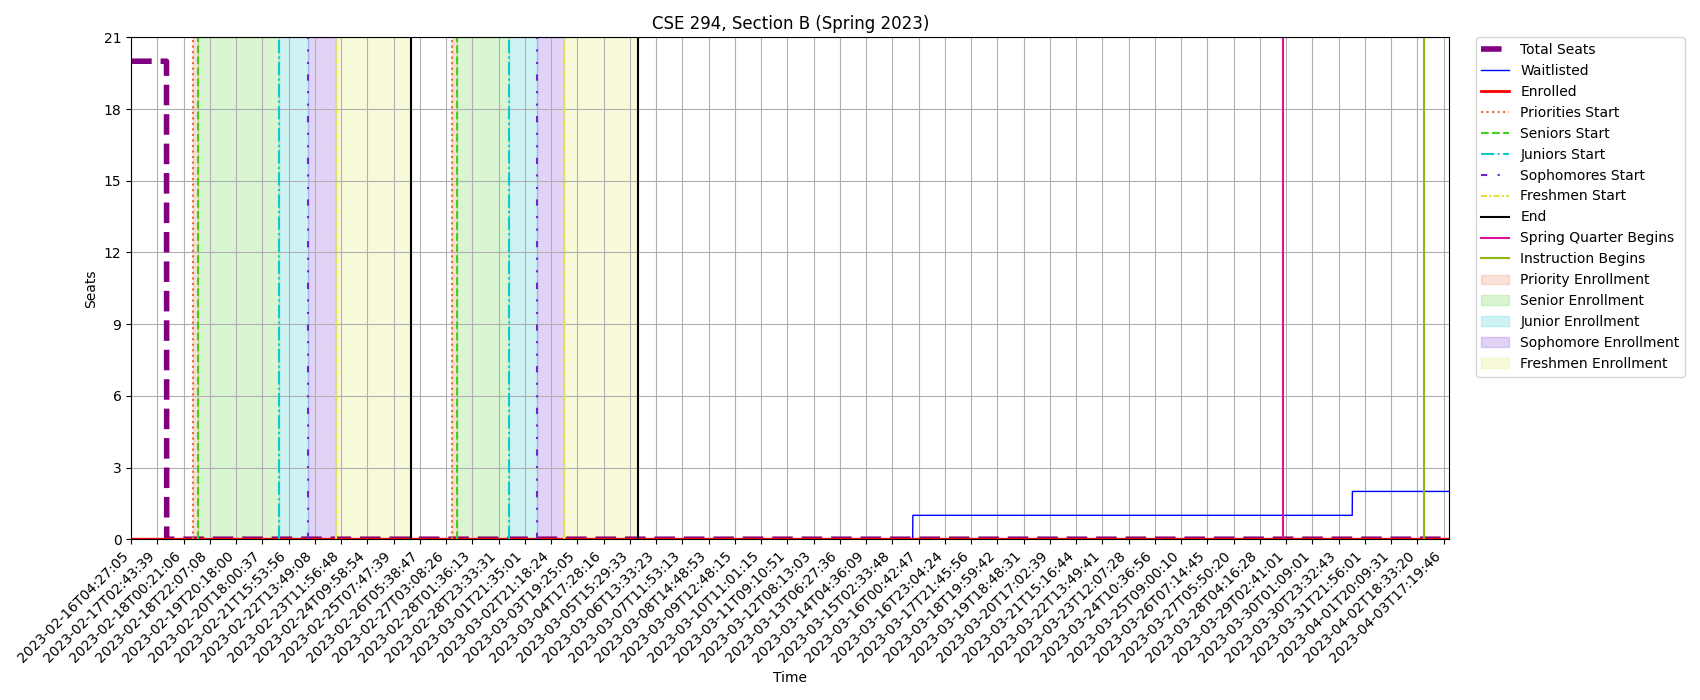 CSE 294, Section B (Spring 2023)
21
18
15
12
9
6
3
0
Seats
2023-02-16T04:27:05
2023-02-17T02:43:39
2023-02-18T00:21:06
2023-02-18T22:07:08
2023-02-19T20:18:00
2023-02-20T18:00:37
2023-02-21T15:53:56
2023-02-22T13:49:08
2023-02-23T11:56:48
2023-02-24T09:58:54
2023-02-25T07:47:39
2023-02-26T05:38:47
2023-02-27T03:08:26
2023-02-28T01:36:13
2023-02-28T23:33:31
2023-03-01T21:35:01
2023-03-02T21:18:24
2023-03-03T19:25:05
2023-03-04T17:28:16
2023-03-05T15:29:33
2023-03-06T13:33:23
2023-03-07T11:53:13
2023-03-08T14:48:53
2023-03-09T12:48:15
2023-03-10T11:01:15
2023-03-11T09:10:51
2023-03-12T08:13:03
2023-03-13T06:27:36
2023-03-14T04:36:09
2023-03-15T02:33:48
2023-03-16T00:42:47
2023-03-16T23:04:24
2023-03-17T21:45:56
2023-03-18T19:59:42
2023-03-19T18:48:31
2023-03-20T17:02:39
2023-03-21T15:16:44
2023-03-22T13:49:41
2023-03-23T12:07:28
2023-03-24T10:36:56
2023-03-25T09:00:10
2023-03-26T07:14:45
2023-03-27T05:50:20
2023-03-28T04:16:28
2023-03-29T02:41:01
2023-03-30T01:09:01
2023-03-30T23:32:43
2023-03-31T21:56:01
2023-04-01T20:09:31
2023-04-02T18:33:20
2023-04-03T17:19:46
Time
Total Seats
Waitlisted
Enrolled
Priorities Start
Seniors Start
Juniors Start
Sophomores Start
Freshmen Start
End
Spring Quarter Begins
Instruction Begins
Priority Enrollment
Senior Enrollment
Junior Enrollment
Sophomore Enrollment
Freshmen Enrollment